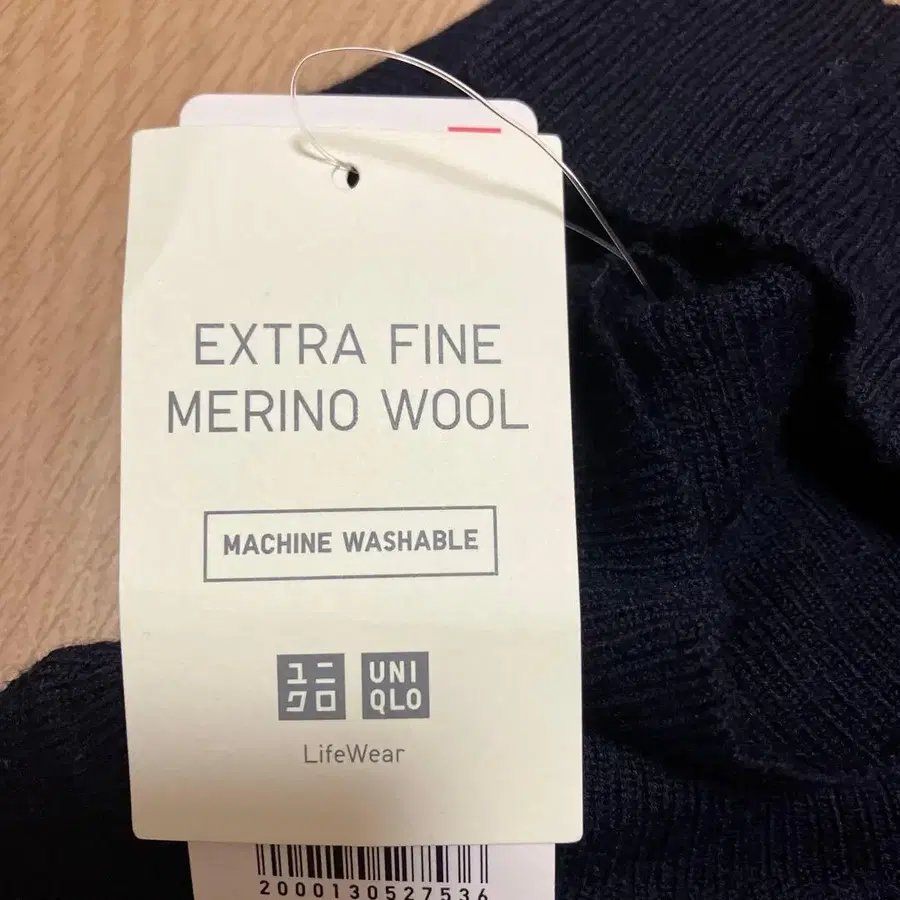 EXTRA FINE
MERINO WOOL
MACHINE WASHABLE
ユニ UNI
クロ QLO
LifeWear
2000130527536